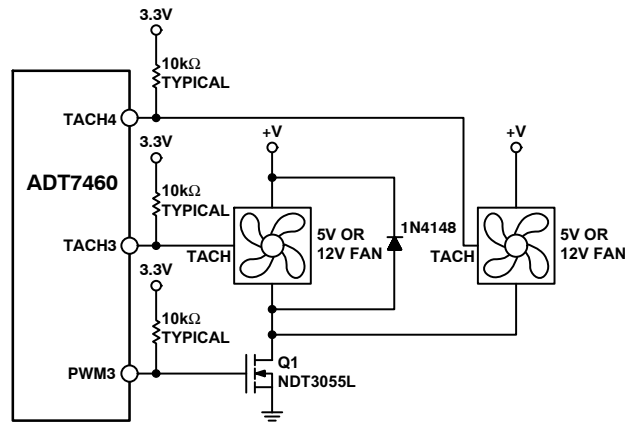 3.3V
10kΩ
TYPICAL
TACH4
3.3V
+V
+V
10kΩ
TYPICAL
ADT7460
1N4148
5V OR
12V FAN
5V OR
12V FAN
TACH3
TACH
TACH
3.3V
10kΩ
TYPICAL
Q1
NDT3055L
PWM3